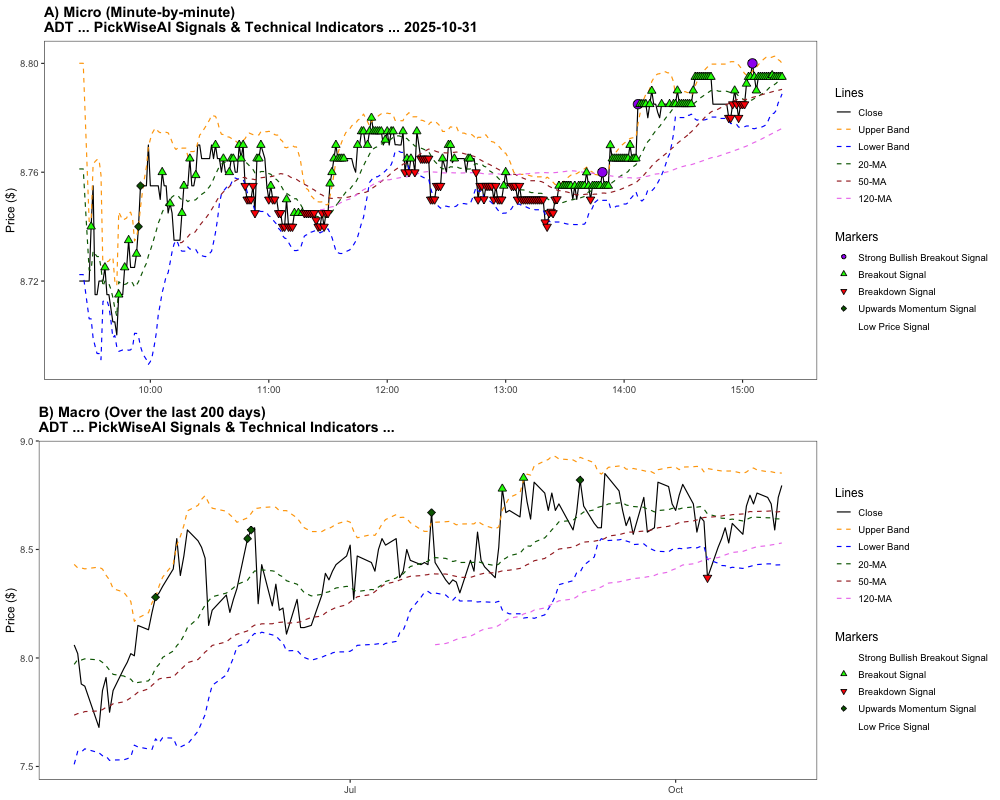 A) Micro (Minute-by-minute)
ADT ... PickWiseAI Signals & Technical Indicators ... 2025-10-31
Price ($)
8.80
8.76
8.72
10:00
11:00
12:00
13:00
14:00
15:00
Lines
Close
Upper Band
Lower Band
20-MA
50-MA
120-MA
Markers
Strong Bullish Breakout Signal
Breakout Signal
Breakdown Signal
Upwards Momentum Signal
Low Price Signal
B) Macro (Over the last 200 days)
ADT ... PickWiseAI Signals & Technical Indicators ...
Price ($)
9.0
8.5
8.0
7.5
Jul
Oct
Lines
Close
Upper Band
Lower Band
20-MA
50-MA
120-MA
Markers
Strong Bullish Breakout Signal
Breakout Signal
Breakdown Signal
Upwards Momentum Signal
Low Price Signal